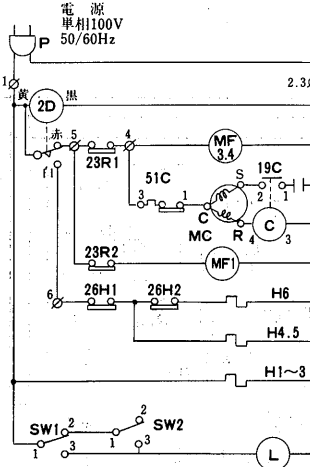 電源
単相100V
50/60Hz
P
1
2.3
黄
2D
黒
赤
5
4
23R1
MF
3.4
51C
3
1
S
19C
2
1
C
MC
R
4
C
3
23R2
MF1
6
26H1
26H2
H6
H4.5
H1~3
SW1
2
2
SW2
1
3
1
3
L